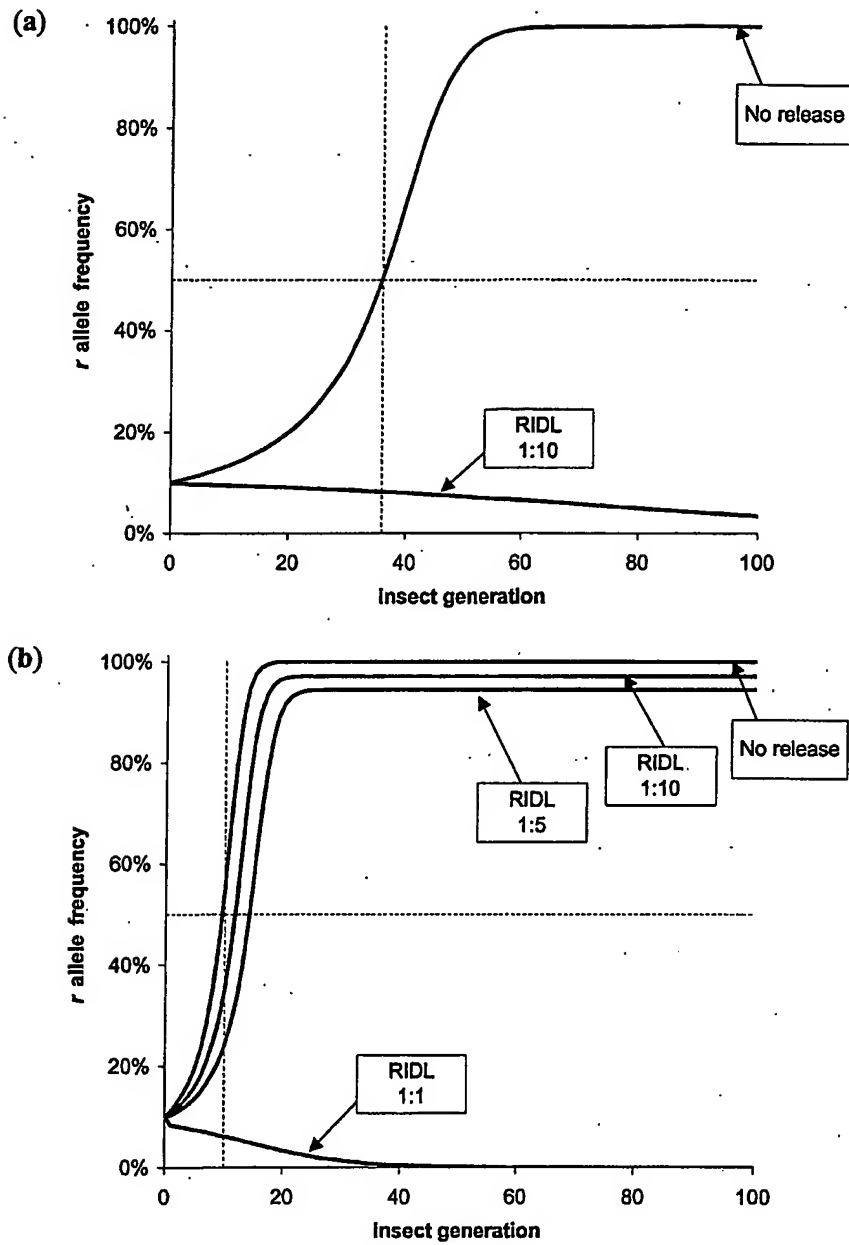 (a)
100%
80%
60%
40%
20%
0%
r allele frequency
No release
RIDL
1:10
0 20 40 60 80 100
insect generation
(b)
100%
80%
60%
40%
20%
0%
r allele frequency
No release
RIDL
1:10
RIDL
1:5
RIDL
1:1
0 20 40 60 80 100
insect generation